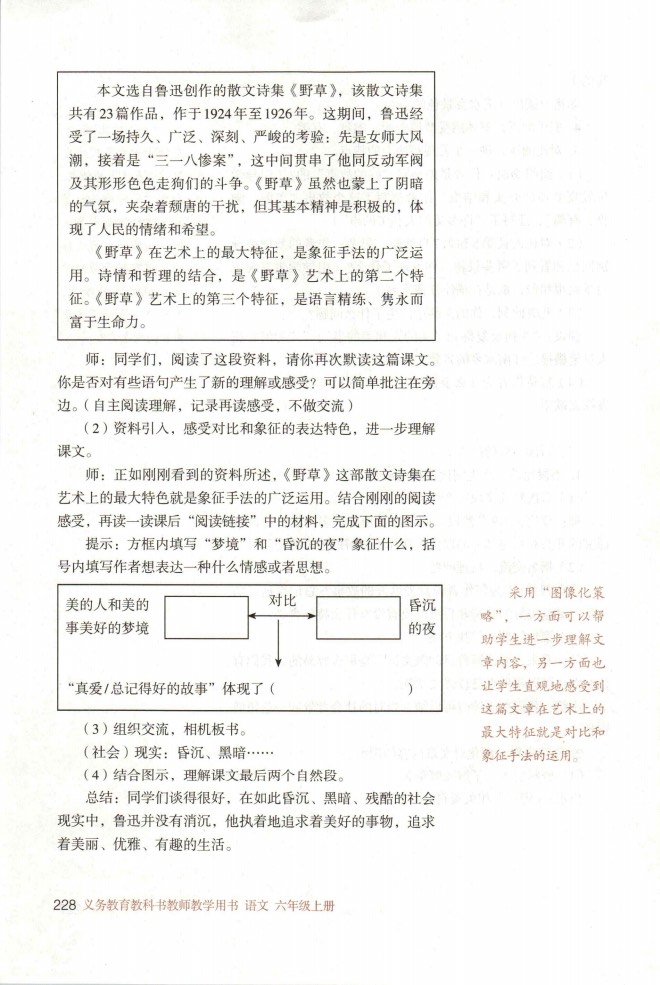 本文选自鲁迅创作的散文诗集《野草》，该散文诗集
共有23篇作品，作于1924年至1926年。这期间，鲁迅经
受了一场持久、广泛、深刻、严峻的考验：先是女师大风
潮，接着是“三一八惨案”，这中间贯串了他同反动军阀
及其形形色色走狗们的斗争。《野草》虽然也蒙上了阴暗
的气氛，夹杂着颓唐的干扰，但其基本精神是积极的，体
现了人民的情绪和希望。
《野草》在艺术上的最大特征，是象征手法的广泛运
用。诗情和哲理的结合，是《野草》艺术上的第二个特
征。《野草》艺术上的第三个特征，是语言精练、隽永而
富于生命力。
师：同学们，阅读了这段资料，请你再次默读这篇课文。
你是否对有些语句产生了新的理解或感受？可以简单批注在旁
边。（自主阅读理解，记录再读感受，不做交流）
（2）资料引入，感受对比和象征的表达特色，进一步理解
课文。
师：正如刚刚看到的资料所述，《野草》这部散文诗集在
艺术上的最大特色就是象征手法的广泛运用。结合刚刚的阅读
感受，再读一读课后“阅读链接”中的材料，完成下面的图示。
提示：方框内填写“梦境”和“昏沉的夜”象征什么，括
号内填写作者想表达一种什么情感或者思想。
美的人和美的
事美好的梦境
对比
昏沉
的夜
“真爱/总记得好的故事”体现了（ ）
采用“图像化策
略”，一方面可以帮
助学生进一步理解文
章内容，另一方面也
让学生直观地感受到
这篇文章在艺术上的
最大特征就是对比和
象征手法的运用。
（3）组织交流，相机板书。
（社会）现实：昏沉、黑暗……
（4）结合图示，理解课文最后两个自然段。
总结：同学们谈得很好，在如此昏沉、黑暗、残酷的社会
现实中，鲁迅并没有消沉，他执着地追求着美好的事物，追求
着美丽、优雅、有趣的生活。
228 义务教育教科书教师教学用书 语文 六年级上册